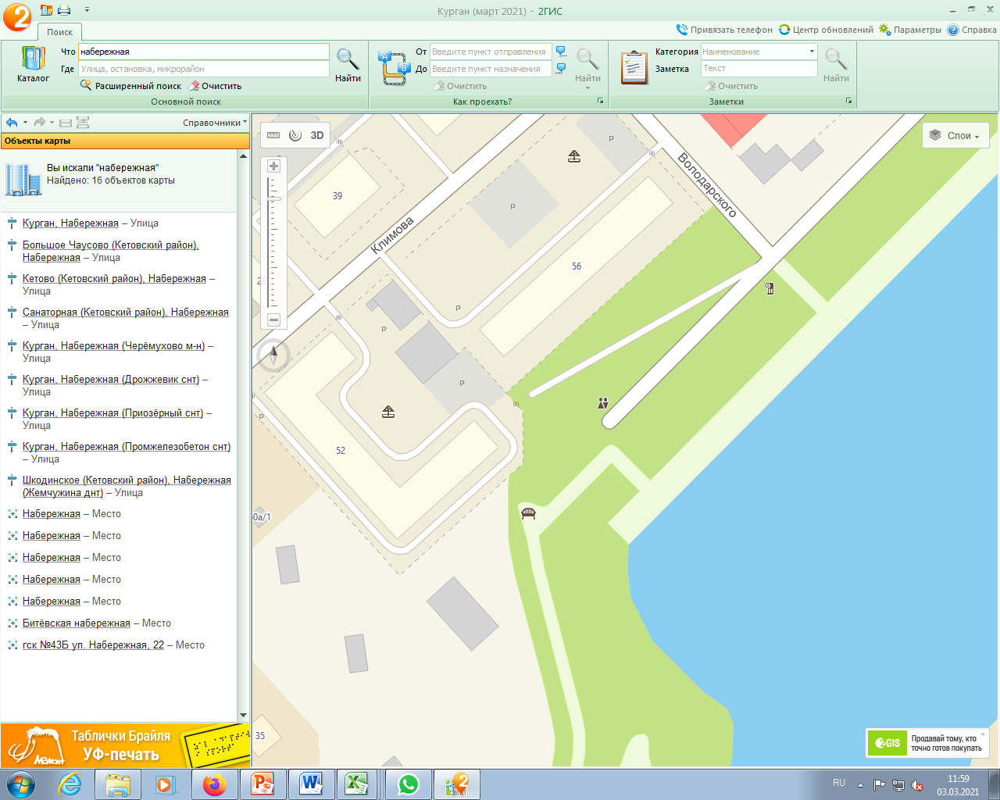 Курган (март 2021) - 2ГИС
Поиск
Привязать телефон
Центр обновлений
Параметры
Справка
Каталог
Что
набережная
Где
Улица, остановка, микрорайон
Расширенный поиск
Очистить
Найти
Основной поиск
От
Введите пункт отправления
До
Введите пункт назначения
Очистить
Найти
Как проехать?
Категория
Наименование
Заметка
Текст
Очистить
Найти
Заметки
Справочники
Объекты карты
Вы искали "набережная"
Найдено: 16 объектов карты
Курган, Набережная – Улица
Большое Чаусово (Кетовский район),
Набережная – Улица
Кетово (Кетовский район), Набережная –
Улица
Санаторная (Кетовский район), Набережная
– Улица
Курган, Набережная (Черёмухово м-н) –
Улица
Курган, Набережная (Дрожжевик снт) –
Улица
Курган, Набережная (Приозёрный снт) –
Улица
Курган, Набережная (Промжелезобетон снт)
– Улица
Шкодинское (Кетовский район), Набережная
(Жемчужина днт) – Улица
Набережная – Место
Набережная – Место
Набережная – Место
Набережная – Место
Набережная – Место
Битёвская набережная – Место
гск №43Б ул. Набережная, 22 – Место
Мамонт
Таблички Брайля
УФ-печать
3D
Слои
39
Климова
Володарского
P
P
56
P
P
P
P
52
0а/1
35
2GIS
Продавай тому, кто
точно готов покупать
RU
11:59
03.03.2021